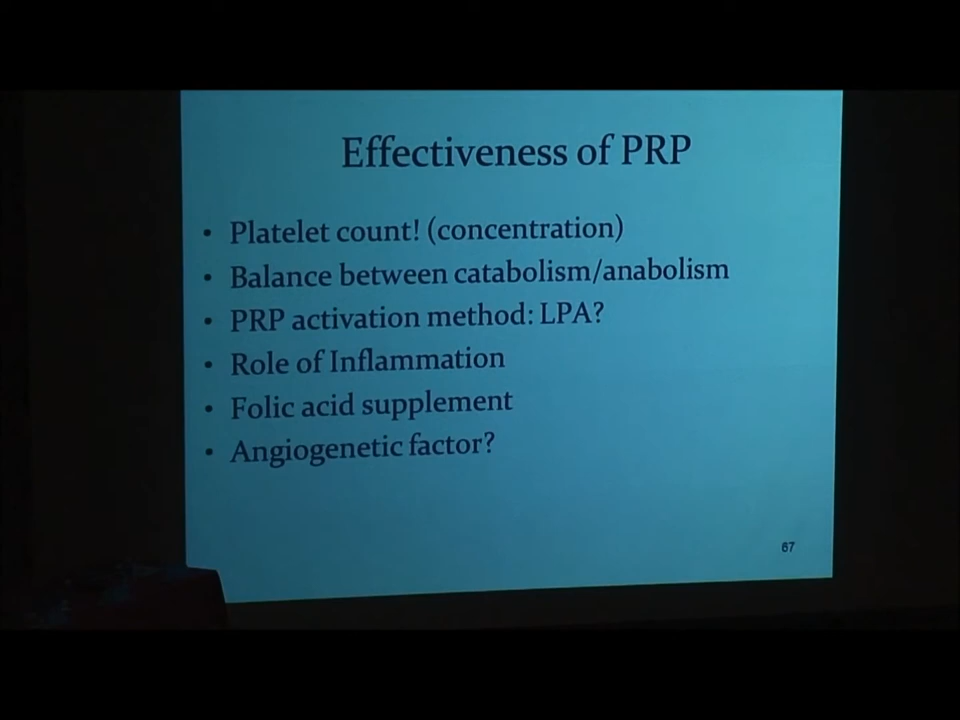 Effectiveness of PRP
• Platelet count! (concentration)
• Balance between catabolism/anabolism
• PRP activation method: LPA?
• Role of Inflammation
• Folic acid supplement
• Angiogenetic factor?
67